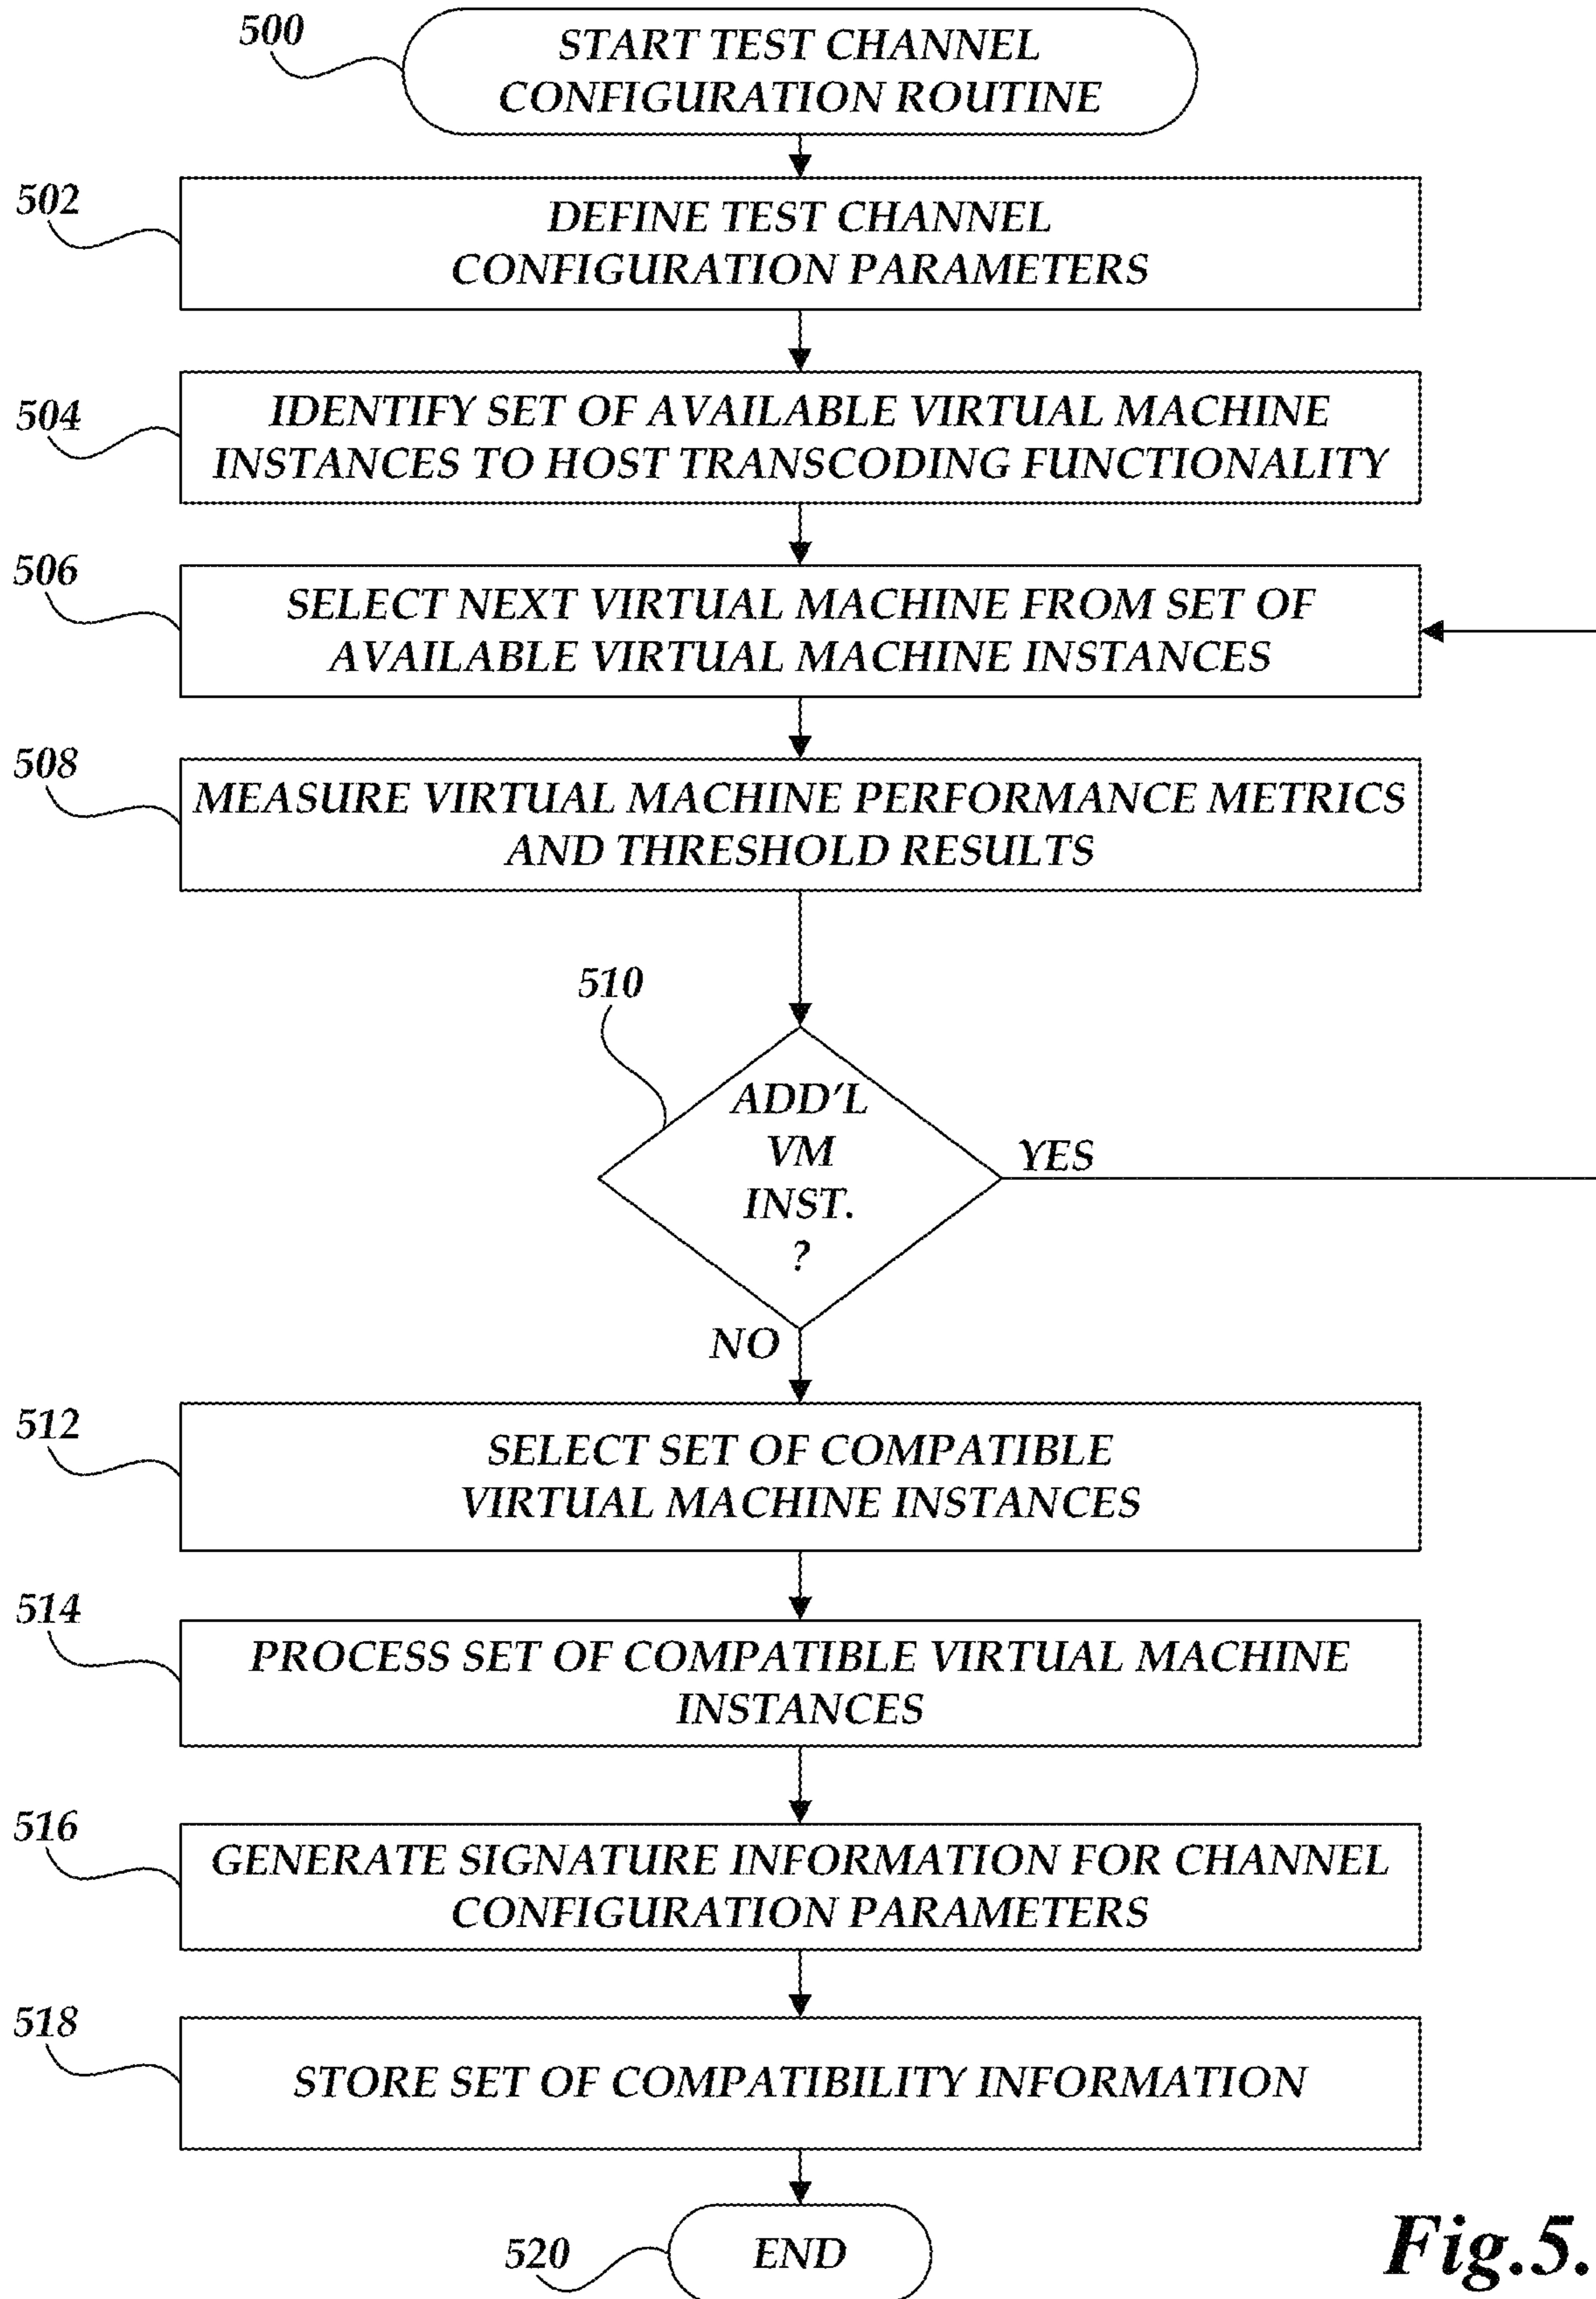 500
START TEST CHANNEL
CONFIGURATION ROUTINE
502
DEFINE TEST CHANNEL
CONFIGURATION PARAMETERS
504
IDENTIFY SET OF AVAILABLE VIRTUAL MACHINE
INSTANCES TO HOST TRANSCODING FUNCTIONALITY
506
SELECT NEXT VIRTUAL MACHINE FROM SET OF
AVAILABLE VIRTUAL MACHINE INSTANCES
508
MEASURE VIRTUAL MACHINE PERFORMANCE METRICS
AND THRESHOLD RESULTS
510
ADD'L
VM
INST.
?
YES
NO
512
SELECT SET OF COMPATIBLE
VIRTUAL MACHINE INSTANCES
514
PROCESS SET OF COMPATIBLE VIRTUAL MACHINE
INSTANCES
516
GENERATE SIGNATURE INFORMATION FOR CHANNEL
CONFIGURATION PARAMETERS
518
STORE SET OF COMPATIBILITY INFORMATION
520
END
Fig.5.